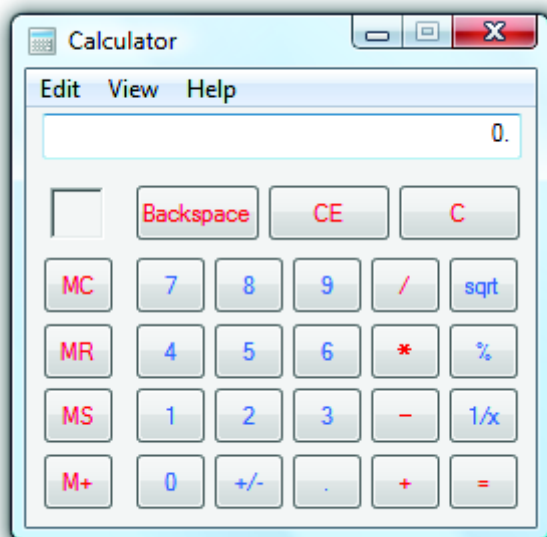 Calculator
Edit View Help
0.
Backspace CE C
MC 7 8 9 / sqrt
MR 4 5 6 * %
MS 1 2 3 - 1/x
M+ 0 +/- . + =